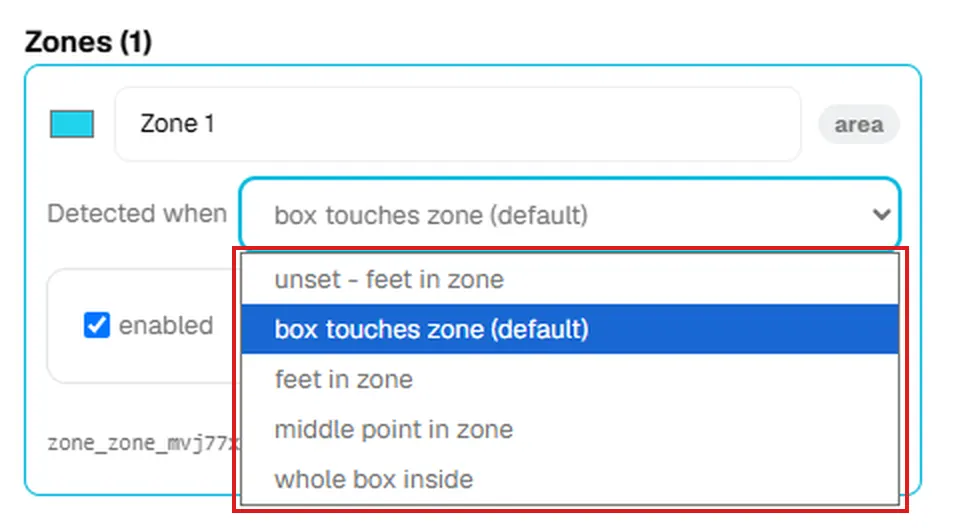 Zones (1)
Zone 1
area
Detected when
box touches zone (default)
unset - feet in zone
box touches zone (default)
feet in zone
middle point in zone
whole box inside
enabled
zone_zone_mvj77x